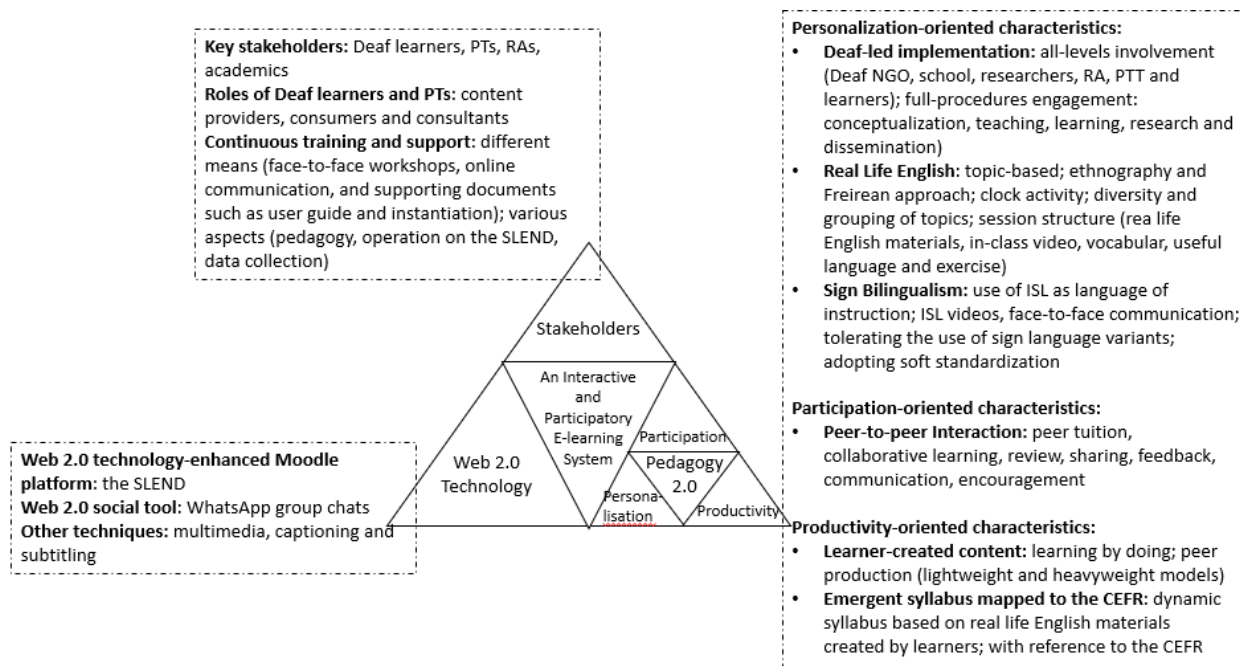 Key stakeholders: Deaf learners, PTs, RAs,
academics
Roles of Deaf learners and PTs: content
providers, consumers and consultants
Continuous training and support: different
means (face-to-face workshops, online
communication, and supporting documents
such as user guide and instantiation); various
aspects (pedagogy, operation on the SLEND,
data collection)
Stakeholders
An Interactive
and
Participatory
E-learning
System
Web 2.0
Technology
Participation
Pedagogy
2.0
Persona-
lisation
Productivity
Web 2.0 technology-enhanced Moodle
platform: the SLEND
Web 2.0 social tool: WhatsApp group chats
Other techniques: multimedia, captioning and
subtitling
Personalization-oriented characteristics:
• Deaf-led implementation: all-levels involvement
(Deaf NGO, school, researchers, RA, PTT and
learners); full-procedures engagement:
conceptualization, teaching, learning, research and
dissemination)
• Real Life English: topic-based; ethnography and
Freirean approach; clock activity; diversity and
grouping of topics; session structure (rea life
English materials, in-class video, vocabular, useful
language and exercise)
• Sign Bilingualism: use of ISL as language of
instruction; ISL videos, face-to-face communication;
tolerating the use of sign language variants;
adopting soft standardization
Participation-oriented characteristics:
• Peer-to-peer Interaction: peer tuition,
collaborative learning, review, sharing, feedback,
communication, encouragement
Productivity-oriented characteristics:
• Learner-created content: learning by doing; peer
production (lightweight and heavyweight models)
• Emergent syllabus mapped to the CEFR: dynamic
syllabus based on real life English materials
created by learners; with reference to the CEFR